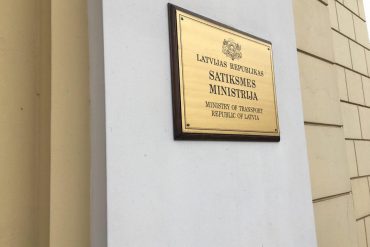 LATVIJAS REPUBLIKAS
SATIKSMES
MINISTRIJA
MINISTRY OF TRANSPORT
REPUBLIC OF LATVIA